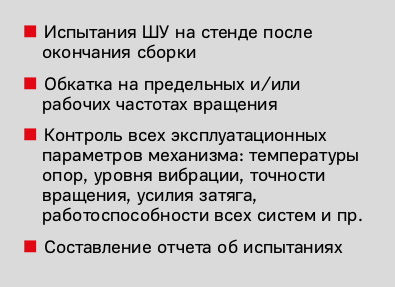 Испытания ШУ на стенде после
окончания сборки
Обкатка на предельных и/или
рабочих частотах вращения
Контроль всех эксплуатационных
параметров механизма: температуры
опор, уровня вибрации, точности
вращения, усилия затяга,
работоспособности всех систем и пр.
Составление отчета об испытаниях